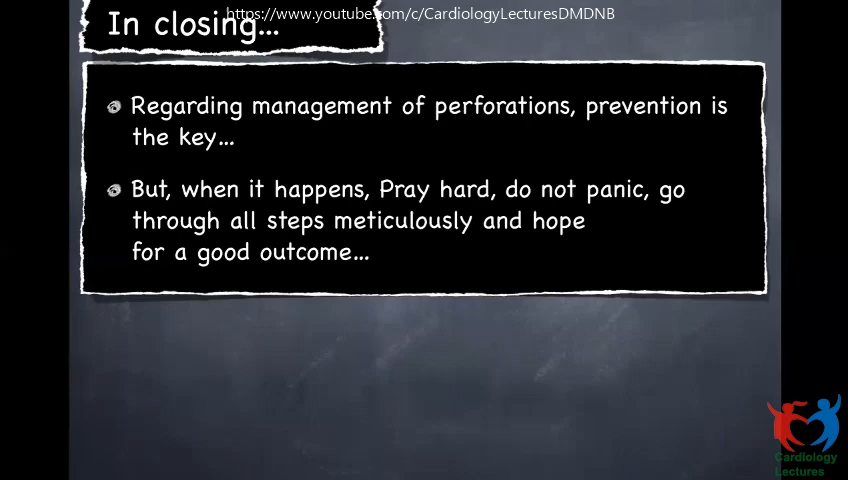 https://www.youtube.com/c/CardiologyLecturesDMDNB
In closing...
Regarding management of perforations, prevention is
the key...
But, when it happens, Pray hard, do not panic, go
through all steps meticulously and hope
for a good outcome...
Cardiology
Lectures